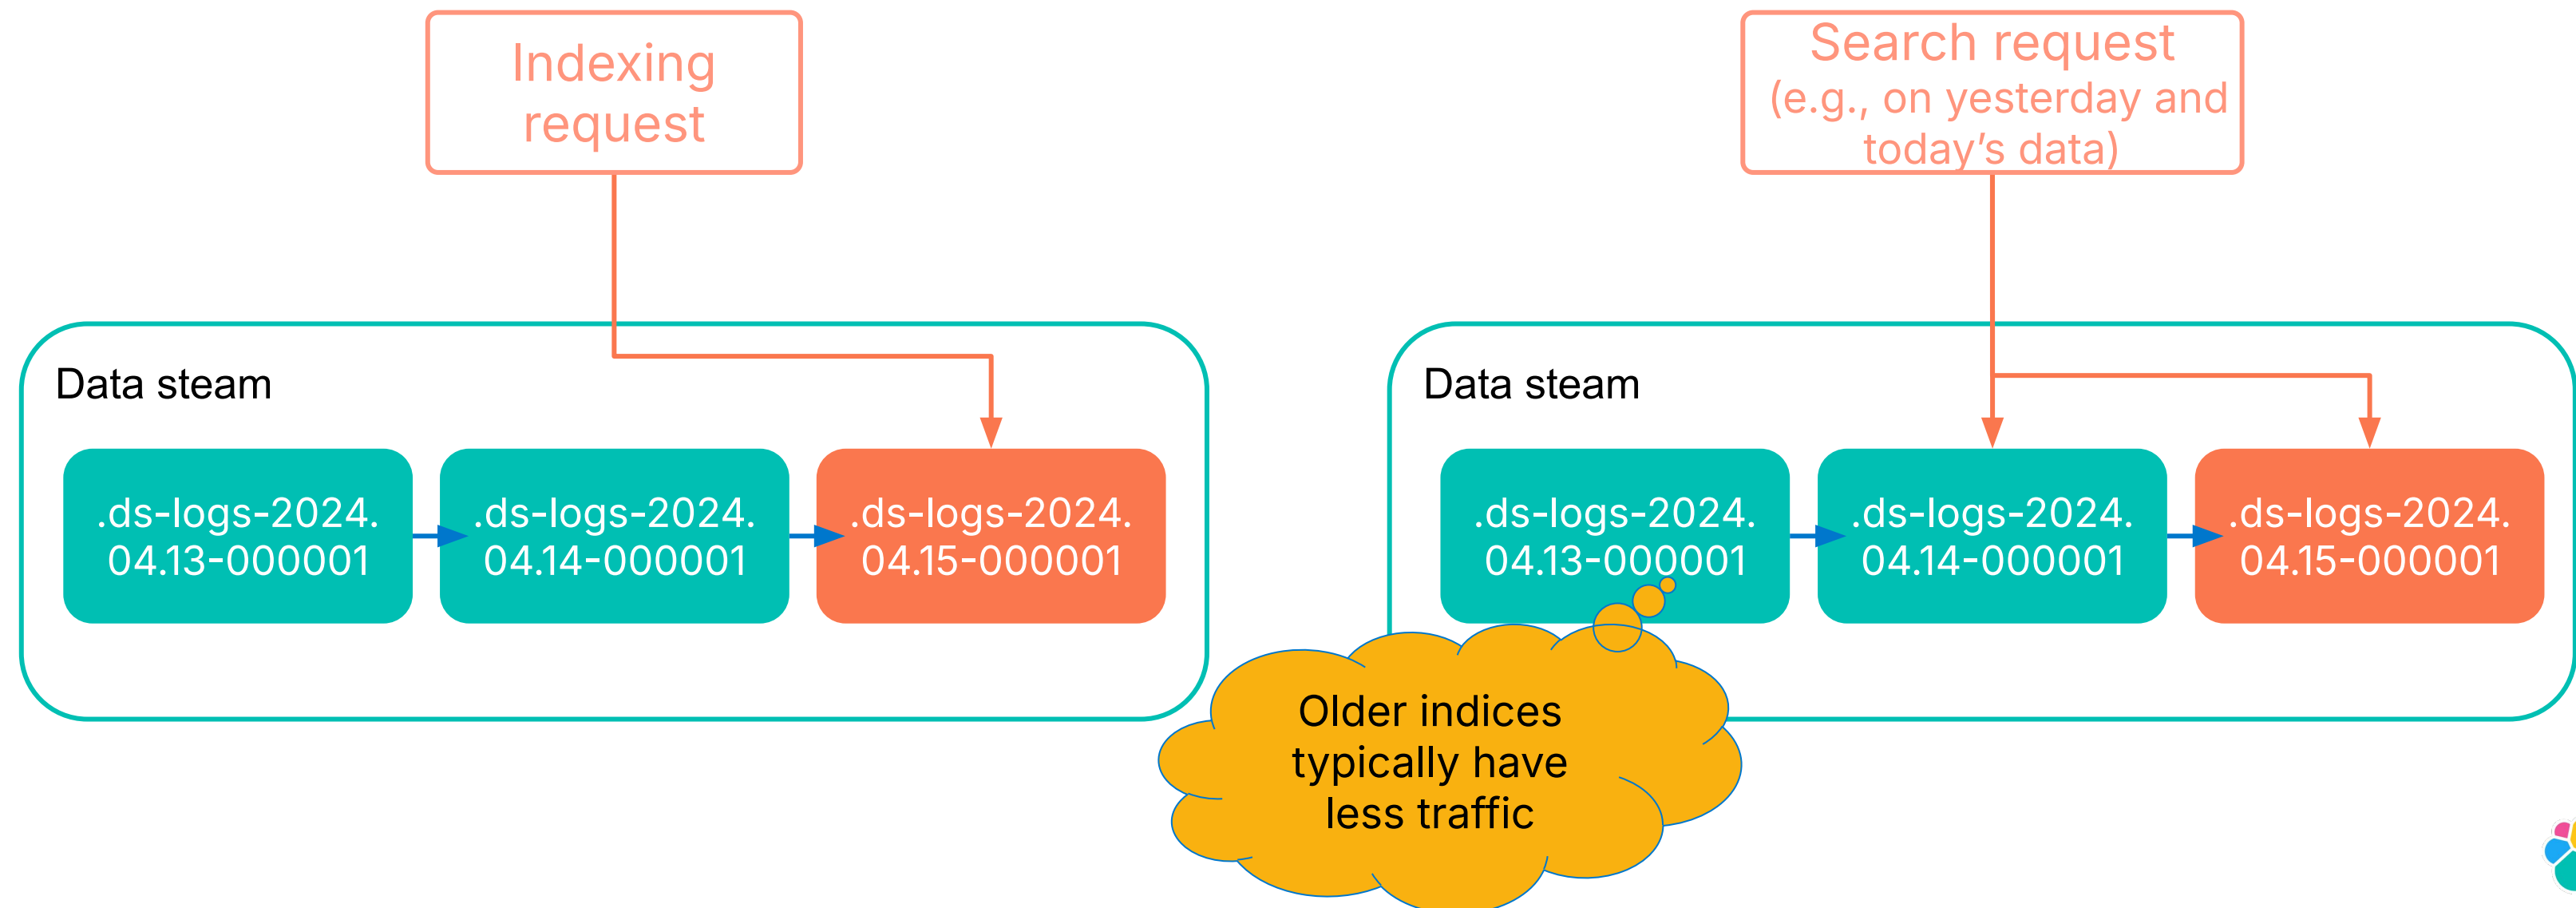 Indexing
request
Search request
(e.g., on yesterday and
today’s data)
Data steam
.ds-logs-2024.
04.13-000001
.ds-logs-2024.
04.14-000001
.ds-logs-2024.
04.15-000001
Data steam
.ds-logs-2024.
04.13-000001
.ds-logs-2024.
04.14-000001
.ds-logs-2024.
04.15-000001
Older indices
typically have
less traffic